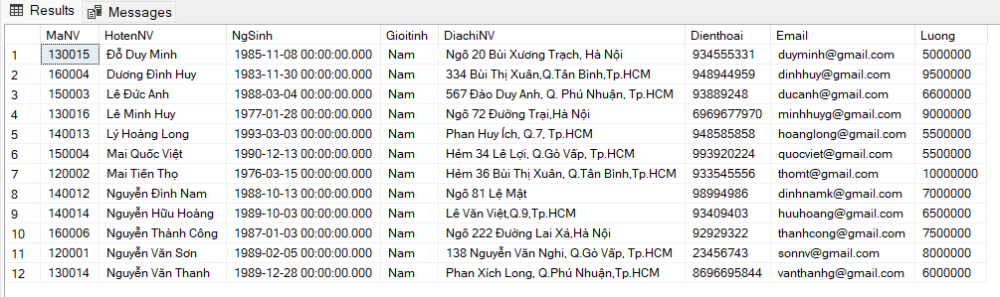 Results Messages
MaNV HotenNV NgSinh Gioitinh DiachiNV Dienthoai Email Luong
1 130015 Đỗ Duy Minh 1985-11-08 00:00:00.000 Nam Ngõ 20 Bùi Xương Trạch, Hà Nội 934555331 duyminh@gmail.com 5000000
2 160004 Dương Đình Huy 1983-11-30 00:00:00.000 Nam 334 Bùi Thị Xuân,Q.Tân Bình,Tp.HCM 948944959 dinhhuy@gmail.com 9500000
3 150003 Lê Đức Anh 1988-03-04 00:00:00.000 Nam 567 Đào Duy Anh, Q. Phú Nhuận, Tp.HCM 93889248 ducanh@gmail.com 6600000
4 130016 Lê Minh Huy 1977-01-28 00:00:00.000 Nam Ngõ 72 Đường Trại,Hà Nội 6969677970 minhhuyg@gmail.com 9000000
5 140013 Lý Hoàng Long 1993-03-03 00:00:00.000 Nam Phan Huy Ích, Q.7, Tp.HCM 948585858 hoanglong@gmail.com 5500000
6 150004 Mai Quốc Việt 1990-12-13 00:00:00.000 Nam Hẻm 34 Lê Lợi, Q.Gò Vấp, Tp.HCM 993920224 quocviet@gmail.com 5500000
7 120002 Mai Tiến Thọ 1976-03-15 00:00:00.000 Nam Hẻm 36 Bùi Thị Xuân, Q.Tân Bình,Tp.HCM 933545556 thomt@gmail.com 10000000
8 140012 Nguyễn Đình Nam 1988-10-13 00:00:00.000 Nam Ngõ 81 Lệ Mật 98994986 dinhnamk@gmail.com 7000000
9 140014 Nguyễn Hữu Hoàng 1989-10-03 00:00:00.000 Nam Lê Văn Việt,Q.9,Tp.HCM 93409403 huuhoang@gmail.com 6500000
10 160006 Nguyễn Thành Công 1987-01-03 00:00:00.000 Nam Ngõ 222 Đường Lai Xá,Hà Nội 92929322 thanhcong@gmail.com 7500000
11 120001 Nguyễn Văn Sơn 1989-02-05 00:00:00.000 Nam 138 Nguyễn Văn Nghi, Q.Gò Vấp, Tp.HCM 23456743 sonnv@gmail.com 8000000
12 130014 Nguyễn Văn Thanh 1989-12-28 00:00:00.000 Nam Phan Xích Long, Q.Phú Nhuận,Tp.HCM 8696695844 vanthanhg@gmail.com 6000000